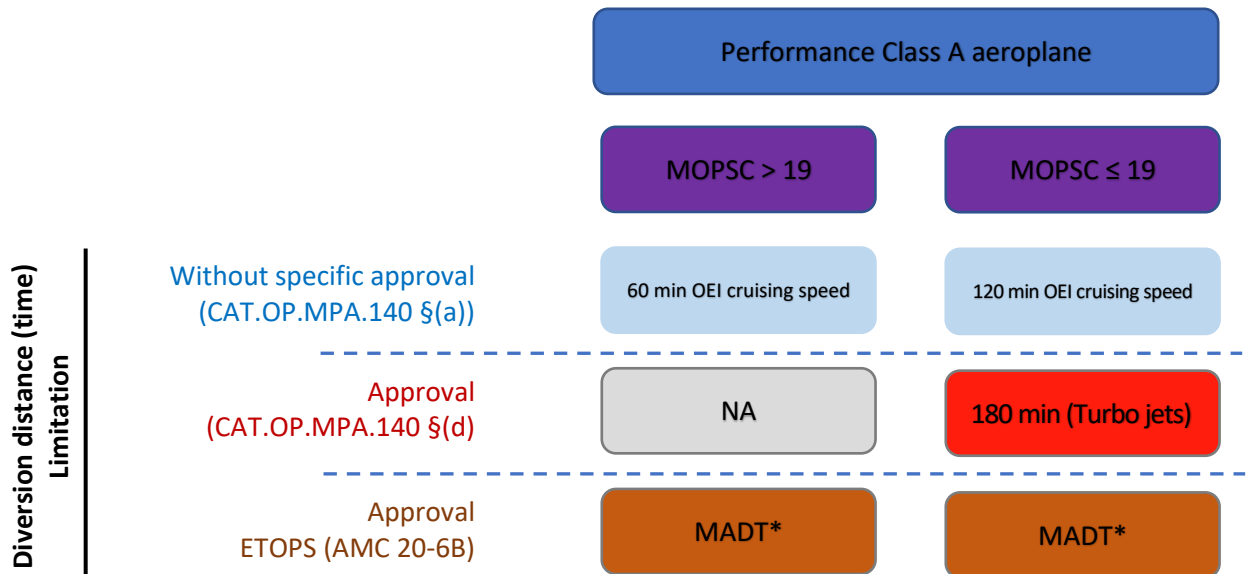 Performance Class A aeroplane
MOPSC > 19
MOPSC ≤ 19
Diversion distance (time)
Limitation
Without specific approval
(CAT.OP.MPA.140 §(a))
60 min OEI cruising speed
120 min OEI cruising speed
Approval
(CAT.OP.MPA.140 §(d)
NA
180 min (Turbo jets)
Approval
ETOPS (AMC 20-6B)
MADT*
MADT*